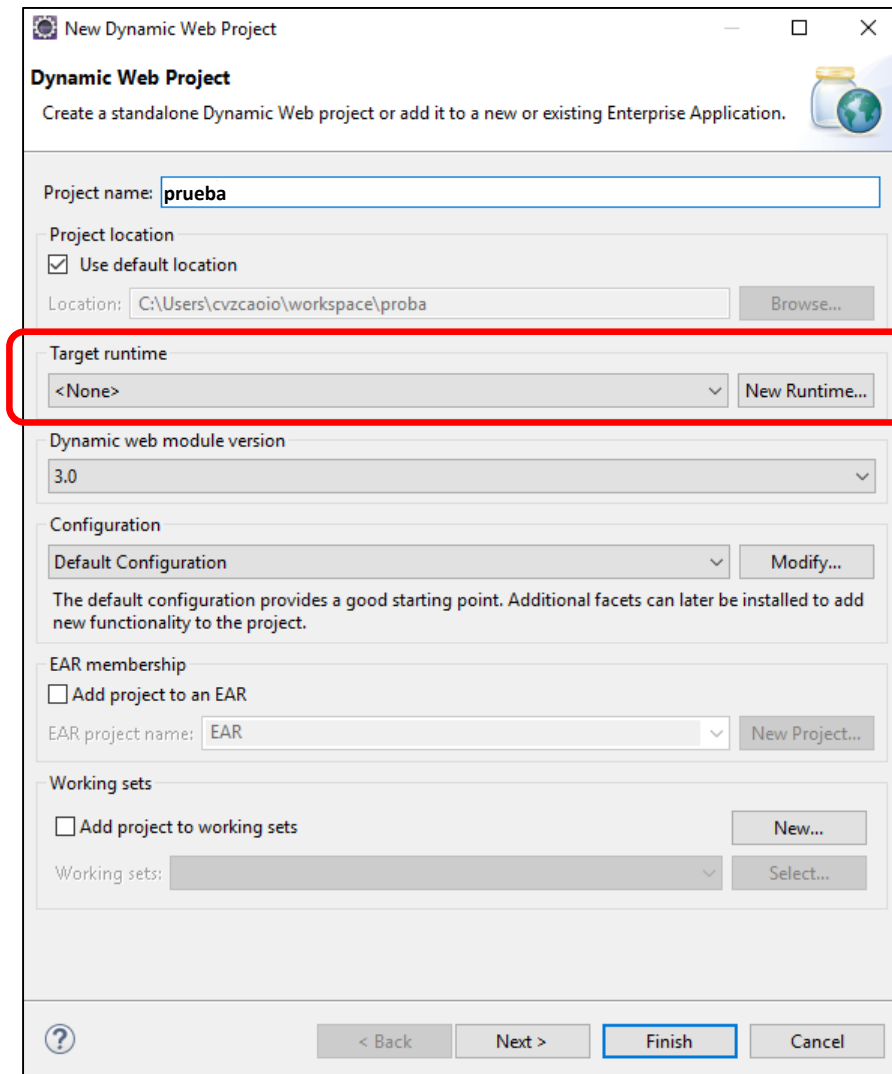 New Dynamic Web Project
Dynamic Web Project
Create a standalone Dynamic Web project or add it to a new or existing Enterprise Application.
Project name: prueba
Project location
Use default location
Location: C:\Users\cvzcaoio\workspace\proba Browse...
Target runtime
<None> New Runtime...
Dynamic web module version
3.0
Configuration
Default Configuration Modify...
The default configuration provides a good starting point. Additional facets can later be installed to add
new functionality to the project.
EAR membership
Add project to an EAR
EAR project name: EAR New Project...
Working sets
Add project to working sets New...
Working sets: Select...
? < Back Next > Finish Cancel